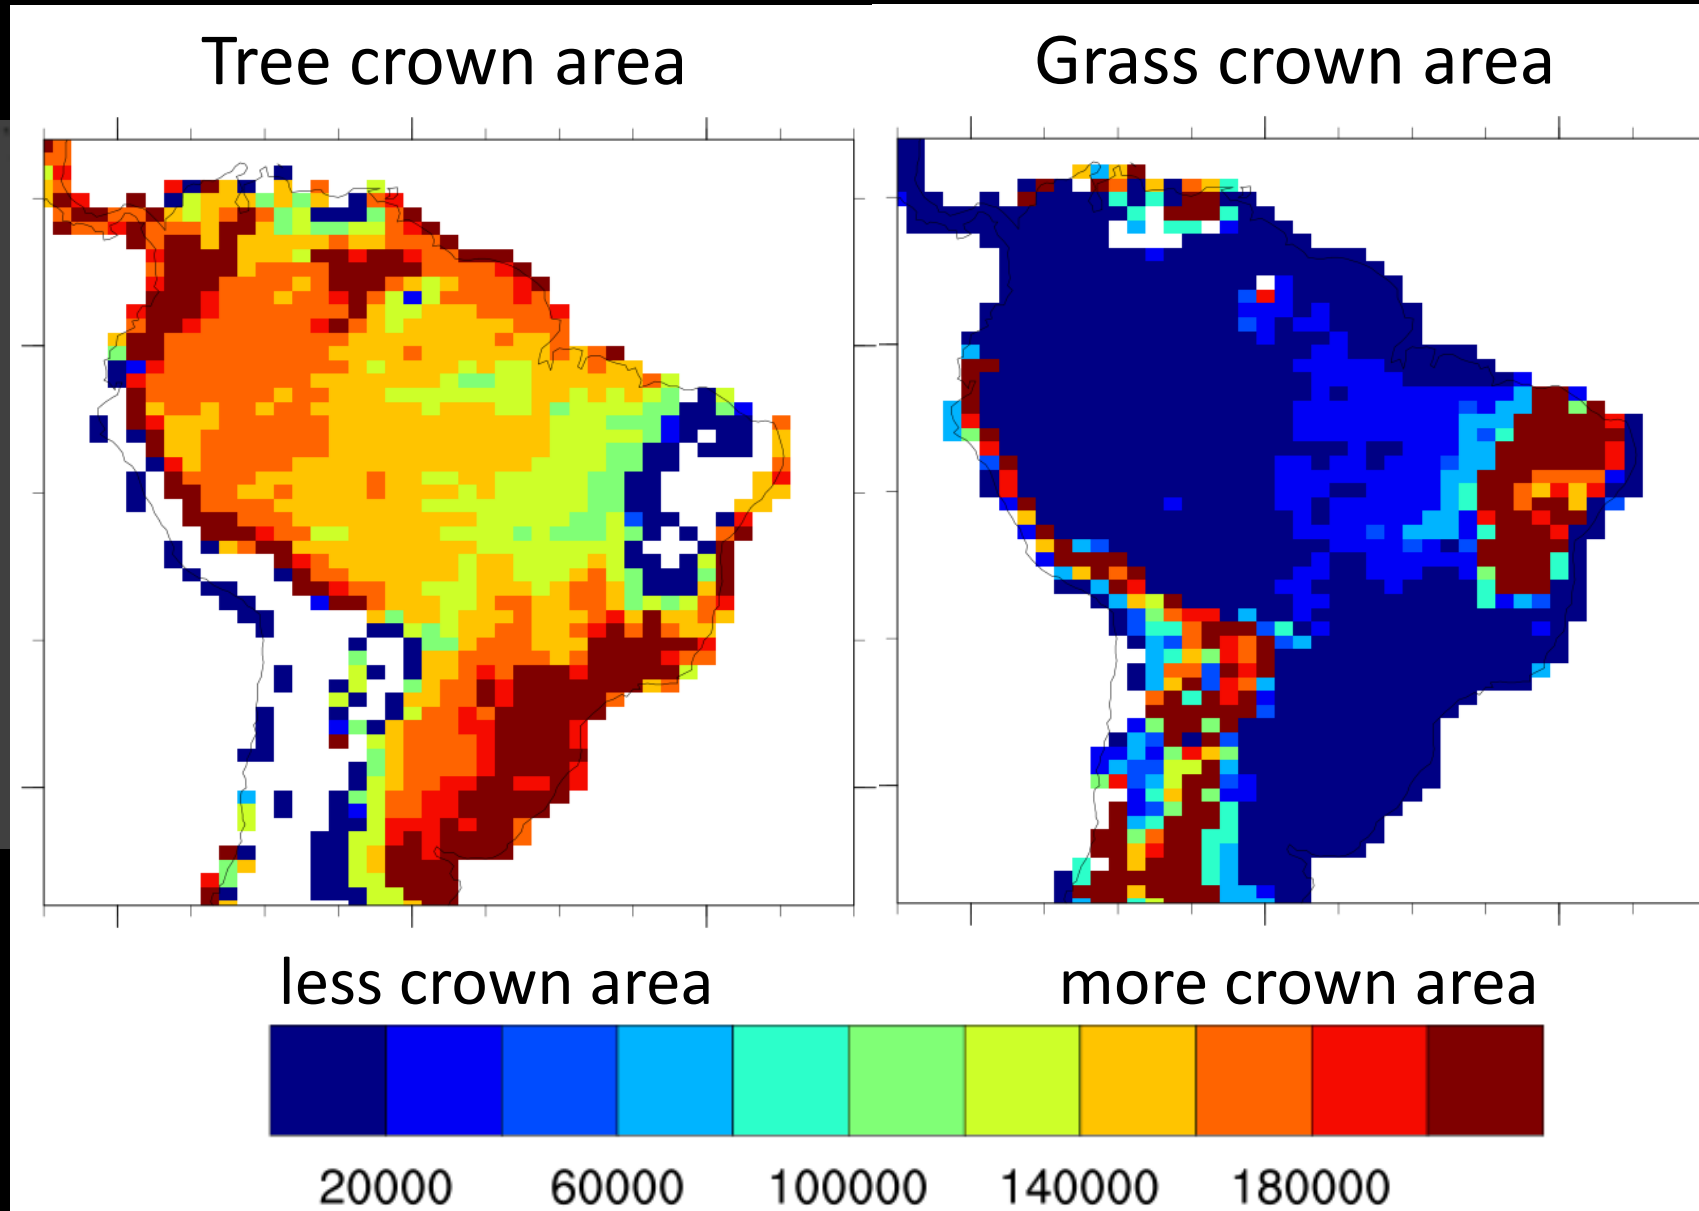 Tree crown area
Grass crown area
less crown area
more crown area
20000 60000 100000 140000 180000